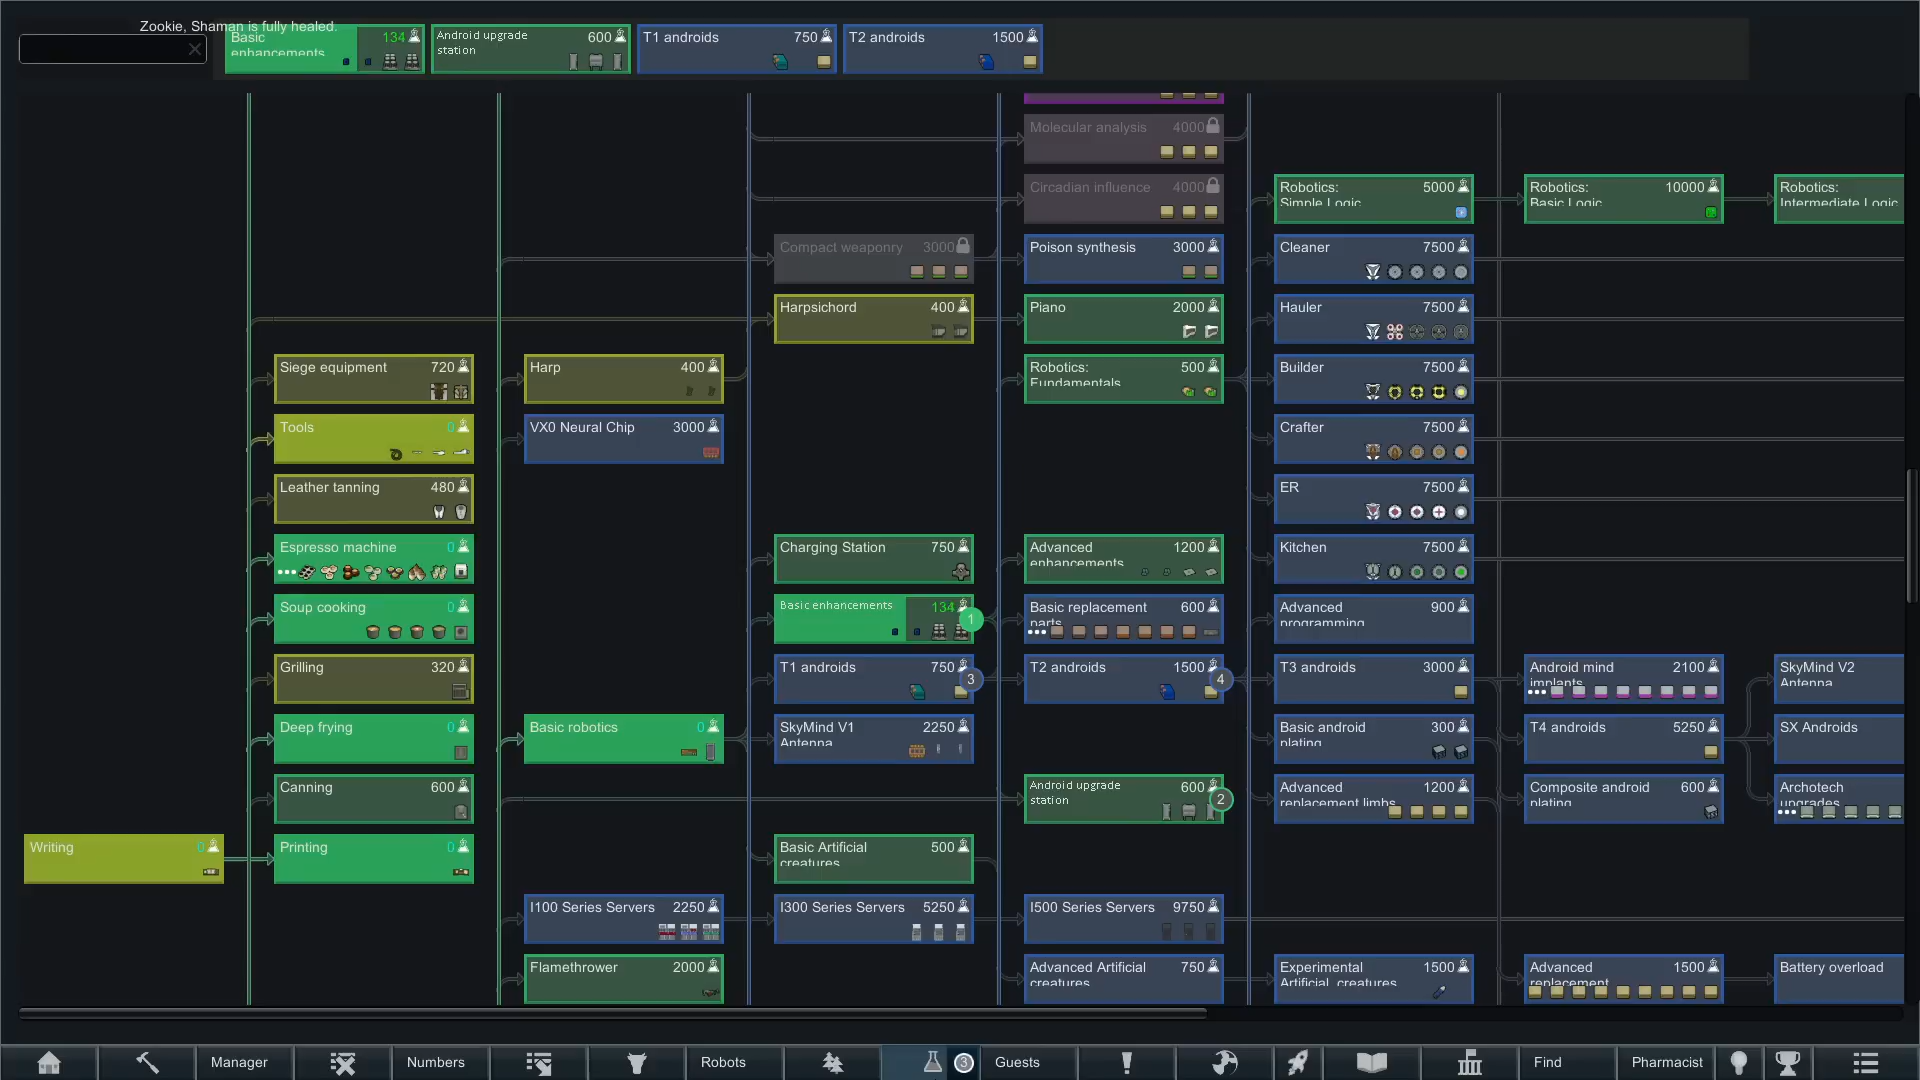 Zookie, Shaman is fully healed.
Basic enhancements 134
Android upgrade station 600
T1 androids 750
T2 androids 1500
Molecular analysis 4000
Circadian influence 4000
Robotics: Simple Logic 5000
Robotics: Basic Logic 10000
Robotics: Intermediate Logic
Compact weaponry 3000
Poison synthesis 3000
Cleaner 7500
Harpsichord 400
Piano 2000
Hauler 7500
Siege equipment 720
Harp 400
Robotics: Fundamentals 500
Builder 7500
Tools 0
VX0 Neural Chip 3000
Crafter 7500
Leather tanning 480
ER 7500
Espresso machine 0
Charging Station 750
Advanced enhancements 1200
Kitchen 7500
Soup cooking 0
Basic enhancements 134
1
Basic replacement parts 600
Advanced programming 900
Grilling 320
T1 androids 750
3
T2 androids 1500
4
T3 androids 3000
Android mind implants 2100
SkyMind V2 Antenna
Deep frying 0
Basic robotics 0
SkyMind V1 Antenna 2250
Basic android plating 300
T4 androids 5250
SX Androids
Canning 600
Android upgrade station 600
2
Advanced replacement limbs 1200
Composite android plating 600
Archotech upgrades
Writing 0
Printing 0
Basic Artificial creatures 500
I100 Series Servers 2250
I300 Series Servers 5250
I500 Series Servers 9750
Flamethrower 2000
Advanced Artificial creatures 750
Experimental Artificial creatures 1500
Advanced replacement 1500
Battery overload
Manager
Numbers
Robots
3
Guests
Find
Pharmacist